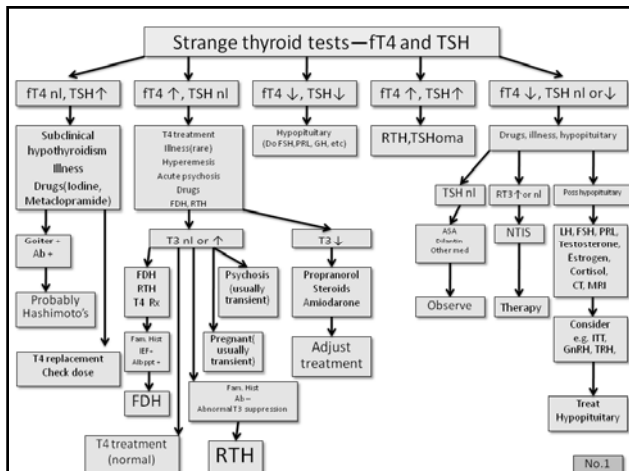 Strange thyroid tests—fT4 and TSH
fT4 nl, TSH↑
fT4 ↑, TSH nl
fT4 ↓, TSH↓
fT4 ↑, TSH↑
fT4 ↓, TSH nl or↓
Subclinical
hypothyroidism
Illness
Drugs(Iodine,
Metaclopramide)
T4 treatment
Illness(rare)
Hyperemesis
Acute psychosis
Drugs
FDH, RTH
Hypopituitary
(Do FSH,PRL, GH, etc)
RTH,TSHoma
Drugs, illness, hypopituitary
TSH nl
RT3↑or nl
Poss hypopituitary
Goiter +
Ab +
T3 nl or ↑
T3↓
ASA
Dilantin
Other med
NTIS
LH, FSH, PRL,
Testosterone,
Estrogen,
Cortisol,
CT, MRI
Probably
Hashimoto's
FDH
RTH
T4 Rx
Psychosis
(usually
transient)
Propranorol
Steroids
Amiodarone
Observe
Therapy
T4 replacement
Check dose
Fam. Hist
IEF+
Alb ppt +
Pregnant(
usually
transient)
Adjust
treatment
Consider
e.g. ITT,
GnRH, TRH,
FDH
Fam. Hist
Ab –
Abnormal T3 suppression
Treat
Hypopituitary
T4 treatment
(normal)
RTH
No.1